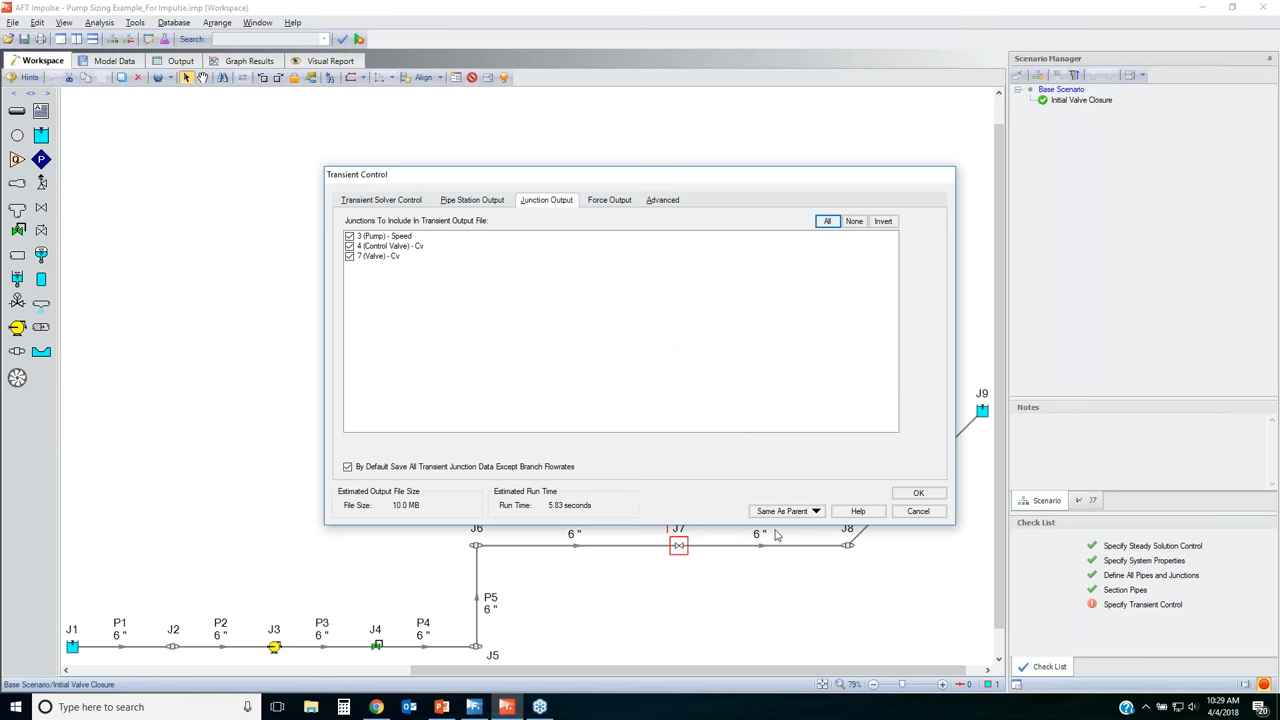 AFT Impulse - Pump Sizing Example_For Impulse.imp (Workspace)
File Edit View Analysis Tools Database Arrange Window Help
Search:
Workspace Model Data Output Graph Results Visual Report
Hints Align
Scenario Manager
Base Scenario
Initial Valve Closure
Transient Control
Transient Solver Control Pipe Station Output Junction Output Force Output Advanced
Junctions To Include In Transient Output File:
All None Invert
3 (Pump) - Speed
4 (Control Valve) - Cv
7 (Valve) - Cv
By Default Save All Transient Junction Data Except Branch Flowrates
Estimated Output File Size
File Size: 10.0 MB
Estimated Run Time
Run Time: 5.83 seconds
OK
Same As Parent Help Cancel
J9
Notes
Scenario J7
Check List
Specify Steady Solution Control
Specify System Properties
Define All Pipes and Junctions
Section Pipes
Specify Transient Control
Check List
J6 6 " J7 6 " J8
P5
6 "
J1 P1 J2 P2 J3 P3 J4 P4
6 " 6 " 6 " 6 "
J5
Base Scenario/Initial Valve Closure
79% 0 1
Type here to search
10:29 AM
4/4/2018
20